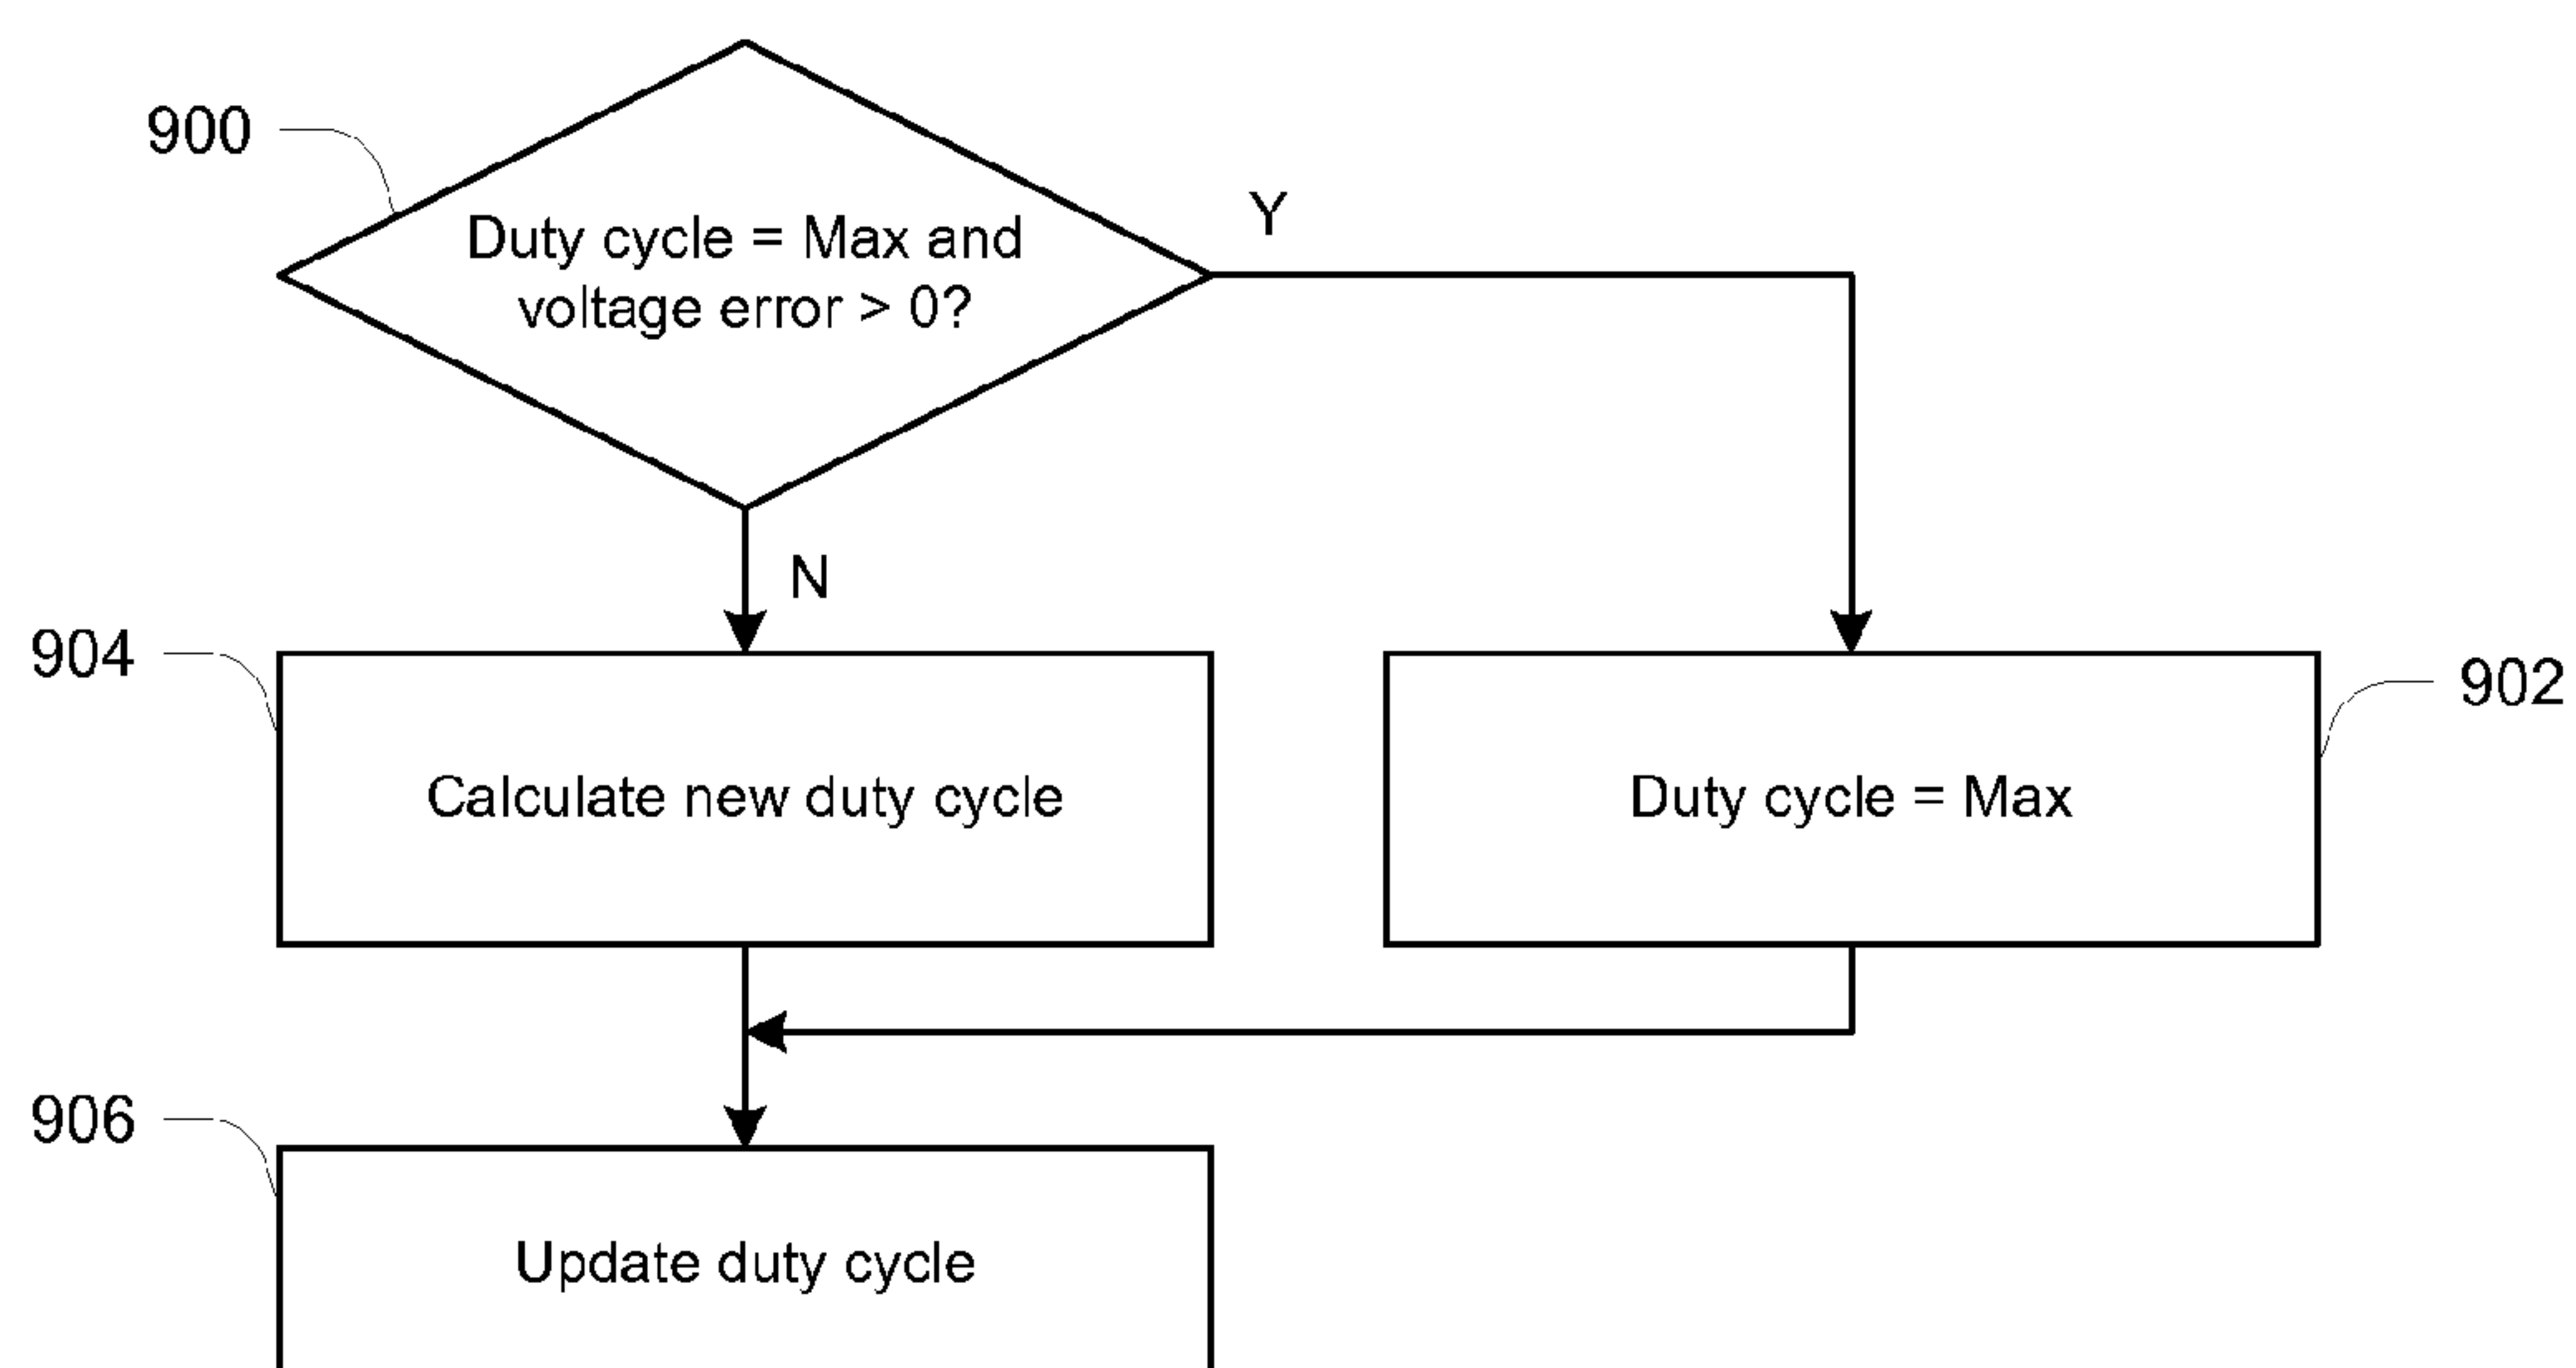 900
Duty cycle = Max and
voltage error > 0?
Y
N
904
Calculate new duty cycle
Duty cycle = Max
902
906
Update duty cycle